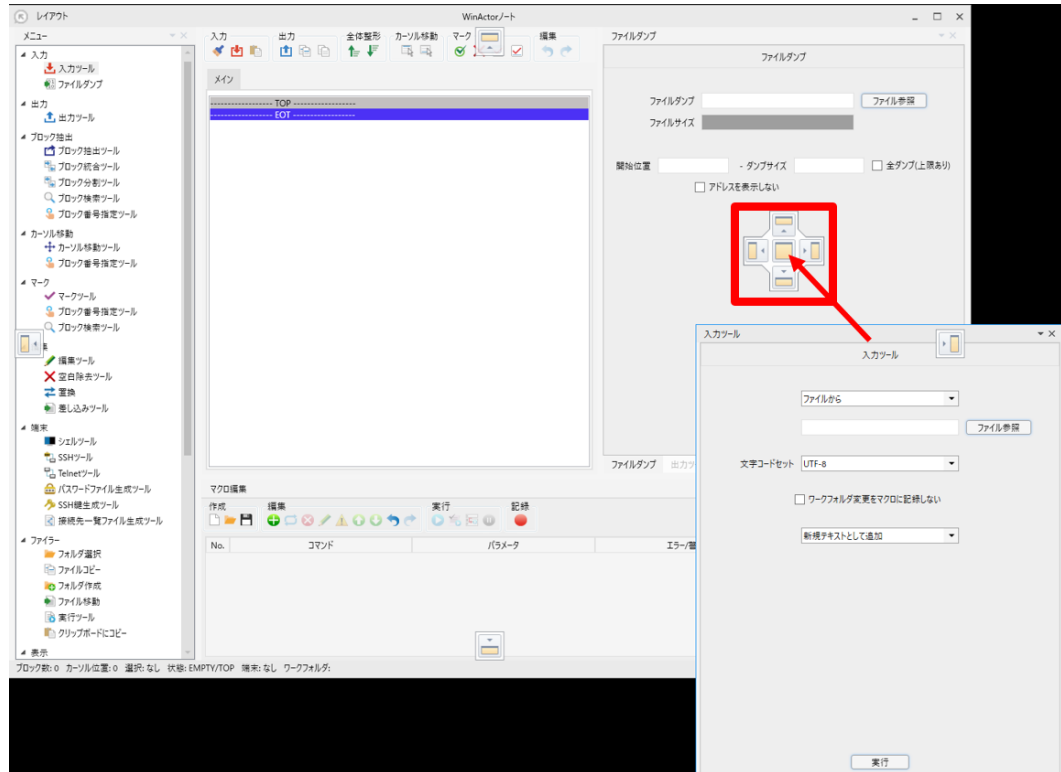 レイアウト
WinActorノート
メニュー
入力
入力ツール
ファイルダンプ
出力
出力ツール
ブロック抽出
ブロック抽出ツール
ブロック統合ツール
ブロック分割ツール
ブロック検索ツール
ブロック番号指定ツール
カーソル移動
カーソル移動ツール
ブロック番号指定ツール
マーク
マークツール
ブロック番号指定ツール
ブロック検索ツール
編集ツール
空白除去ツール
置換
差し込みツール
端末
シェルツール
SSHツール
Telnetツール
パスワードファイル生成ツール
SSH鍵生成ツール
接続先一覧ファイル生成ツール
ファイラー
フォルダ選択
ファイルコピー
フォルダ作成
ファイル移動
実行ツール
クリップボードにコピー
表示
入力 出力 全体整形 カーソル移動 マーク 編集
メイン
------------------ TOP ------------------
------------------ EOT ------------------
マクロ編集
作成 編集 実行 記録
No. コマンド パラメータ エラー/警
ファイルダンプ
ファイルダンプ
ファイルダンプ ファイル参照
ファイルサイズ
開始位置 - ダンプサイズ 全ダンプ(上限あり)
アドレスを表示しない
ファイルダンプ 出力ツ
入力ツール
入力ツール
ファイルから
ファイル参照
文字コードセット UTF-8
ワークフォルダ変更をマクロに記録しない
新規テキストとして追加
実行
ブロック数: 0 カーソル位置: 0 選択: なし 状態: EMPTY/TOP 端末: なし ワークフォルダ: